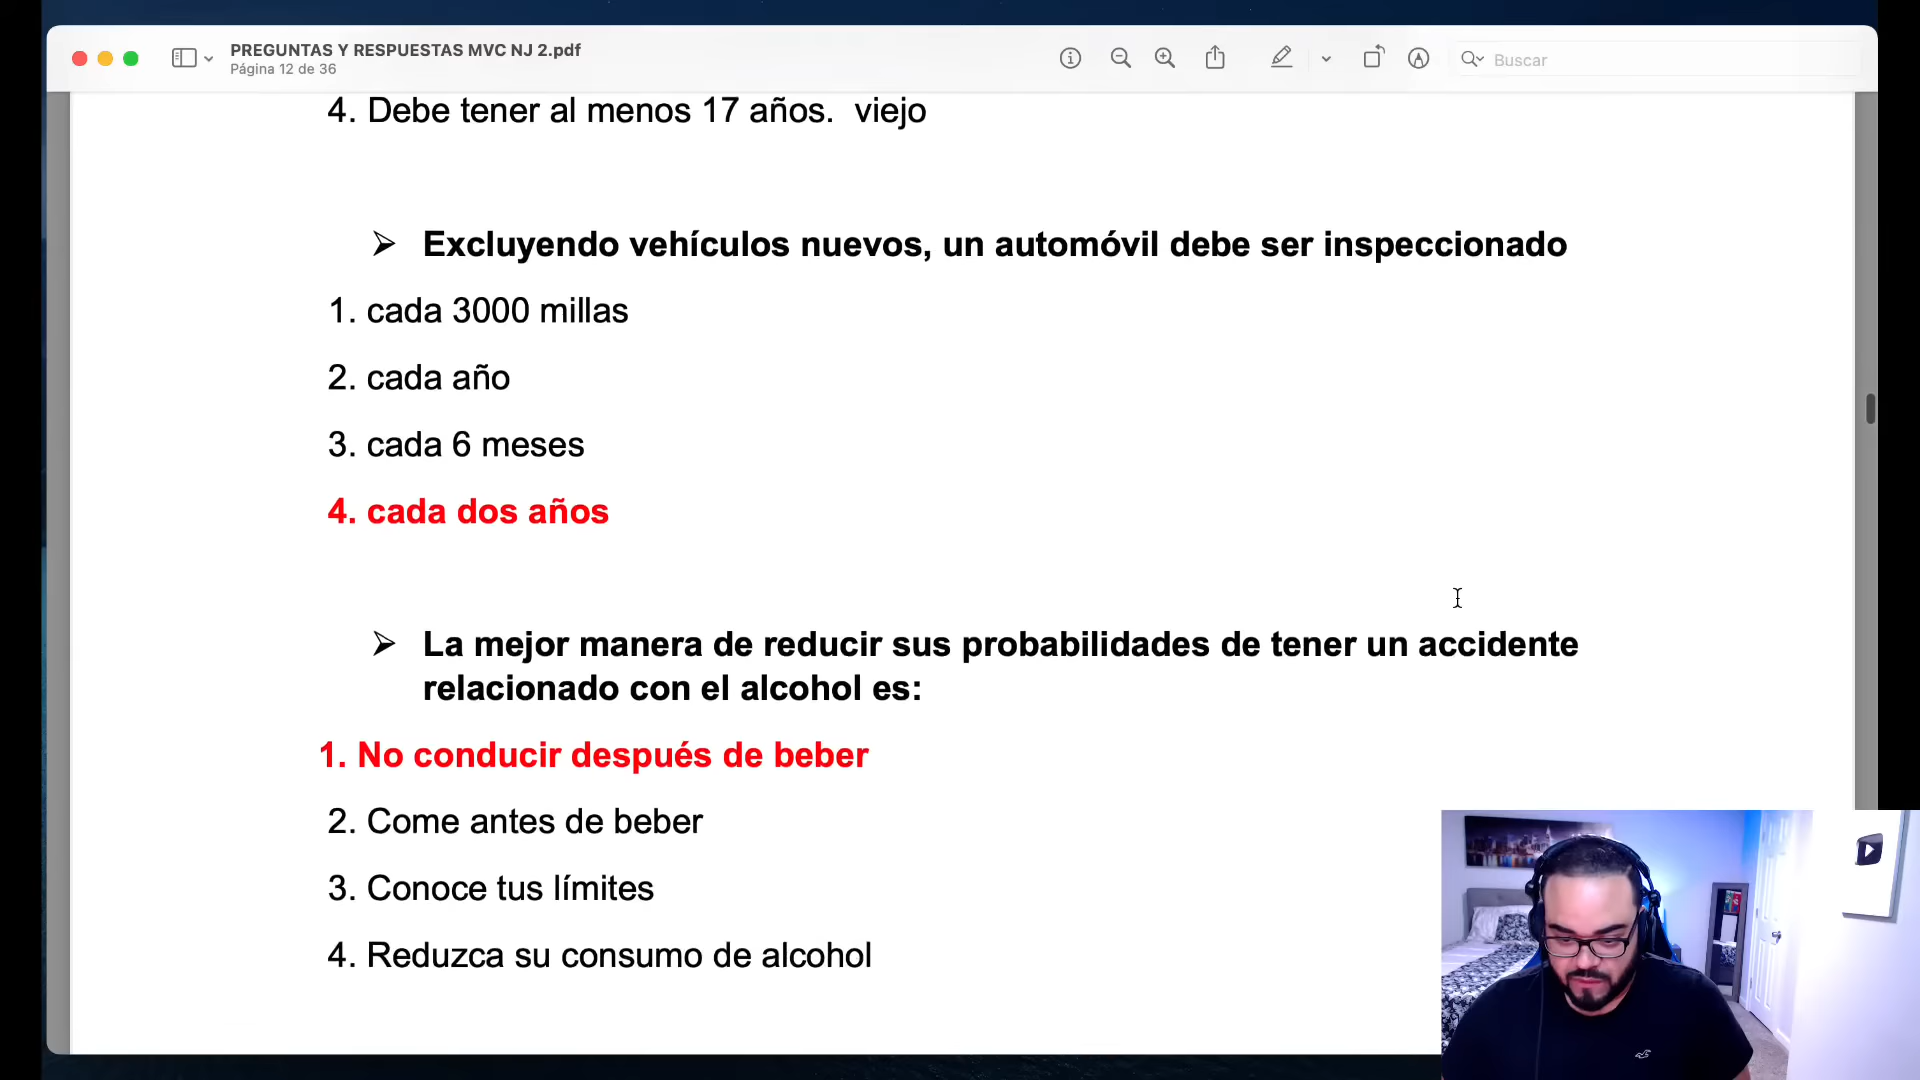 PREGUNTAS Y RESPUESTAS MVC NJ 2.pdf
Página 12 de 36
Buscar
4. Debe tener al menos 17 años. viejo
➢ Excluyendo vehículos nuevos, un automóvil debe ser inspeccionado
1. cada 3000 millas
2. cada año
3. cada 6 meses
4. cada dos años
➢ La mejor manera de reducir sus probabilidades de tener un accidente
relacionado con el alcohol es:
1. No conducir después de beber
2. Come antes de beber
3. Conoce tus límites
4. Reduzca su consumo de alcohol